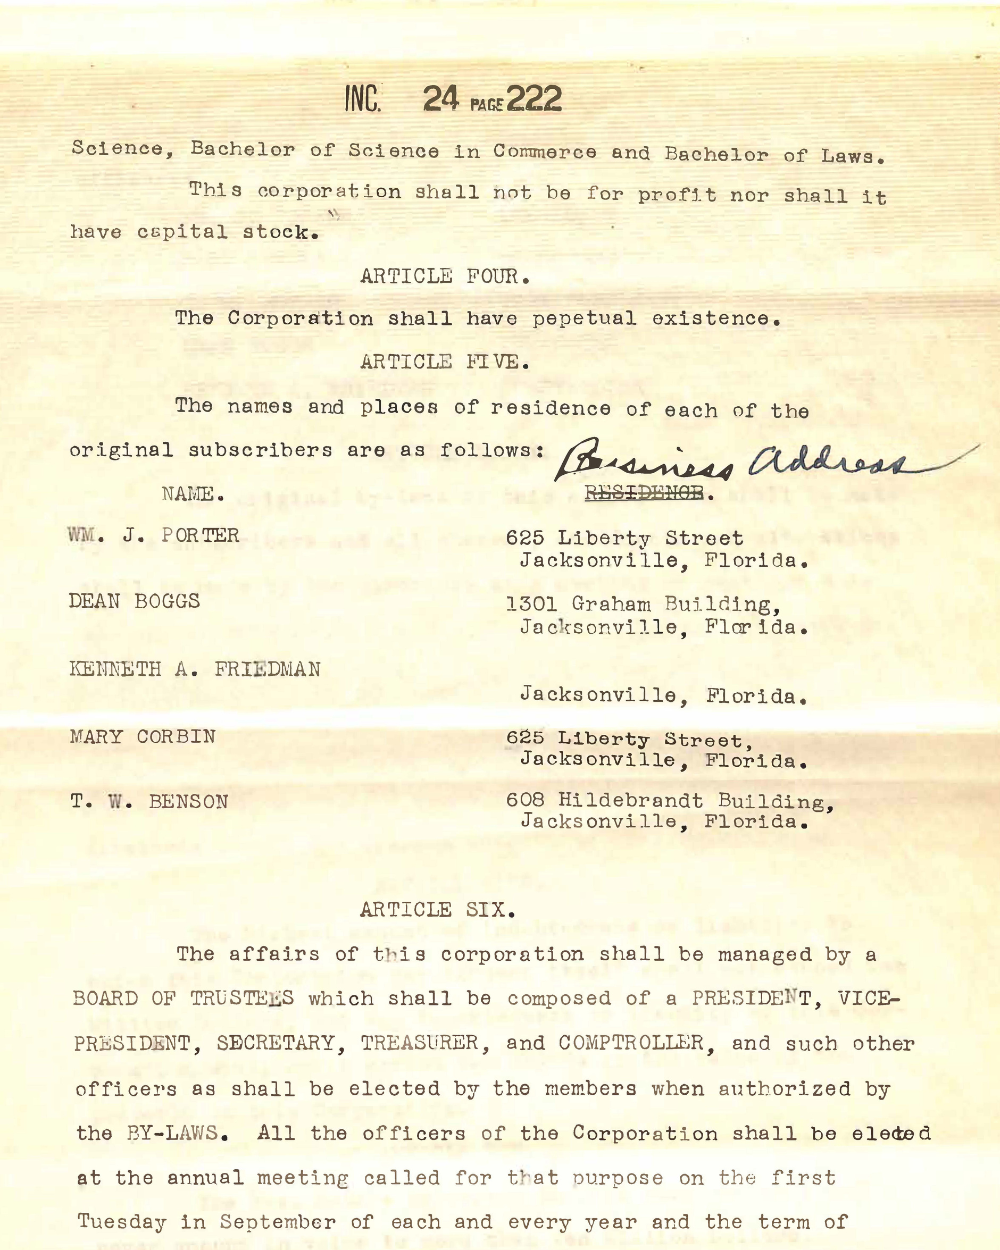 INC. 24 PAGE 222
Science, Bachelor of Science in Commerce and Bachelor of Laws.
This corporation shall not be for profit nor shall it
have capital stock.
ARTICLE FOUR.
The Corporation shall have pepetual existence.
ARTICLE FIVE.
The names and places of residence of each of the
original subscribers are as follows: Business Address
NAME. RESIDENCE.
WM. J. PORTER 625 Liberty Street
Jacksonville, Florida.
DEAN BOGGS 1301 Graham Building,
Jacksonville, Florida.
KENNETH A. FRIEDMAN
Jacksonville, Florida.
MARY CORBIN 625 Liberty Street,
Jacksonville, Florida.
T. W. BENSON 608 Hildebrandt Building,
Jacksonville, Florida.
ARTICLE SIX.
The affairs of this corporation shall be managed by a
BOARD OF TRUSTEES which shall be composed of a PRESIDENT, VICE-
PRESIDENT, SECRETARY, TREASURER, and COMPTROLLER, and such other
officers as shall be elected by the members when authorized by
the BY-LAWS. All the officers of the Corporation shall be elected
at the annual meeting called for that purpose on the first
Tuesday in September of each and every year and the term of